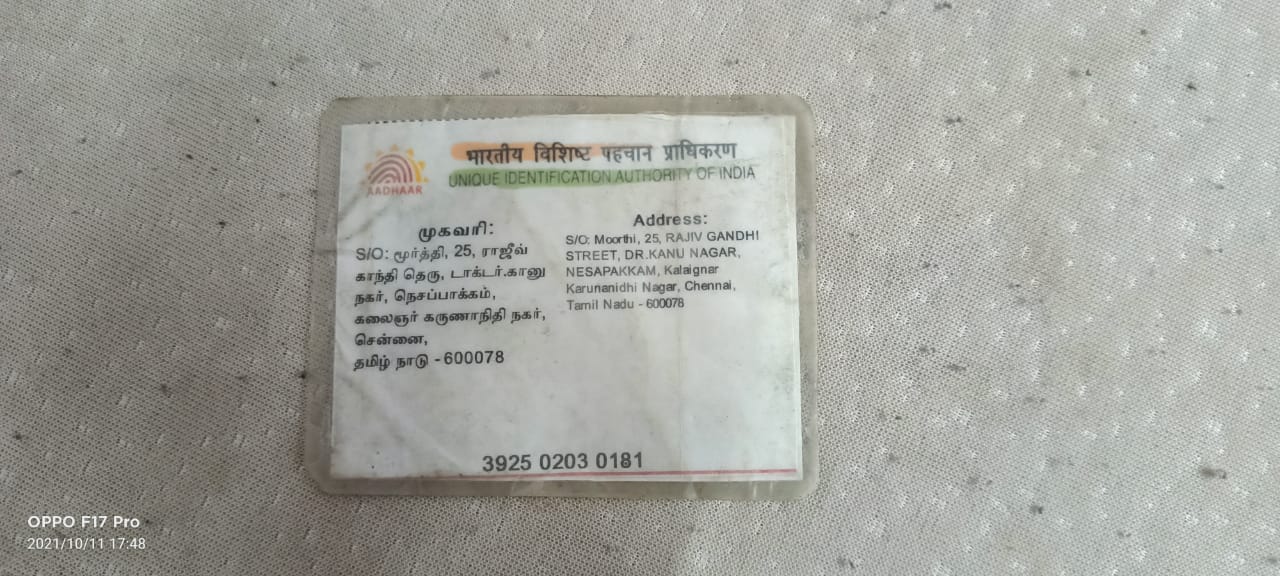 भारतीय विशिष्ट पहचान प्राधिकरण
UNIQUE IDENTIFICATION AUTHORITY OF INDIA
AADHAAR
முகவரி:
S/O: மூர்த்தி, 25, ராஜீவ்
காந்தி தெரு, டாக்டர்.கானு
நகர், நெசப்பாக்கம்,
கலைஞர் கருணாநிதி நகர்,
சென்னை,
தமிழ் நாடு - 600078
Address:
S/O: Moorthi, 25, RAJIV GANDHI
STREET, DR.KANU NAGAR,
NESAPAKKAM, Kalaignar
Karunanidhi Nagar, Chennai,
Tamil Nadu - 600078
3925 0203 0181
OPPO F17 Pro
2021/10/11 17:48